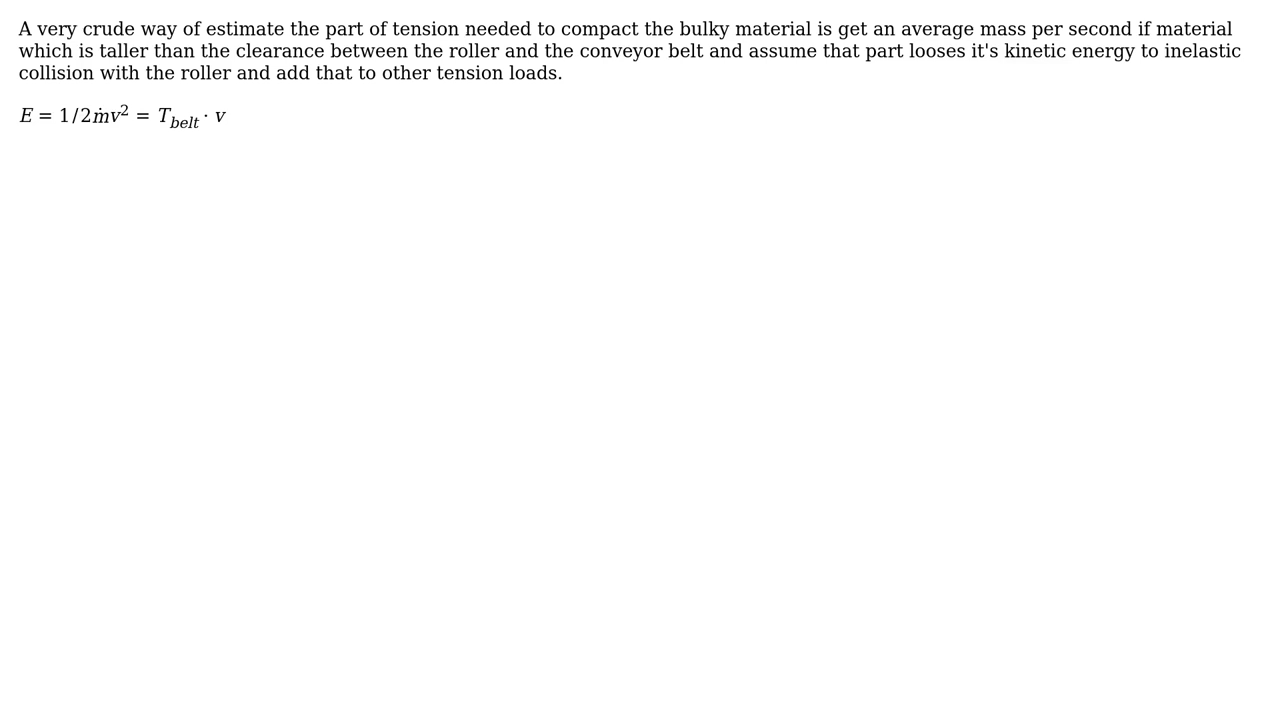 A very crude way of estimate the part of tension needed to compact the bulky material is get an average mass per second if material
which is taller than the clearance between the roller and the conveyor belt and assume that part looses it's kinetic energy to inelastic
collision with the roller and add that to other tension loads.
E = 1/2ṁv² = T_belt · v